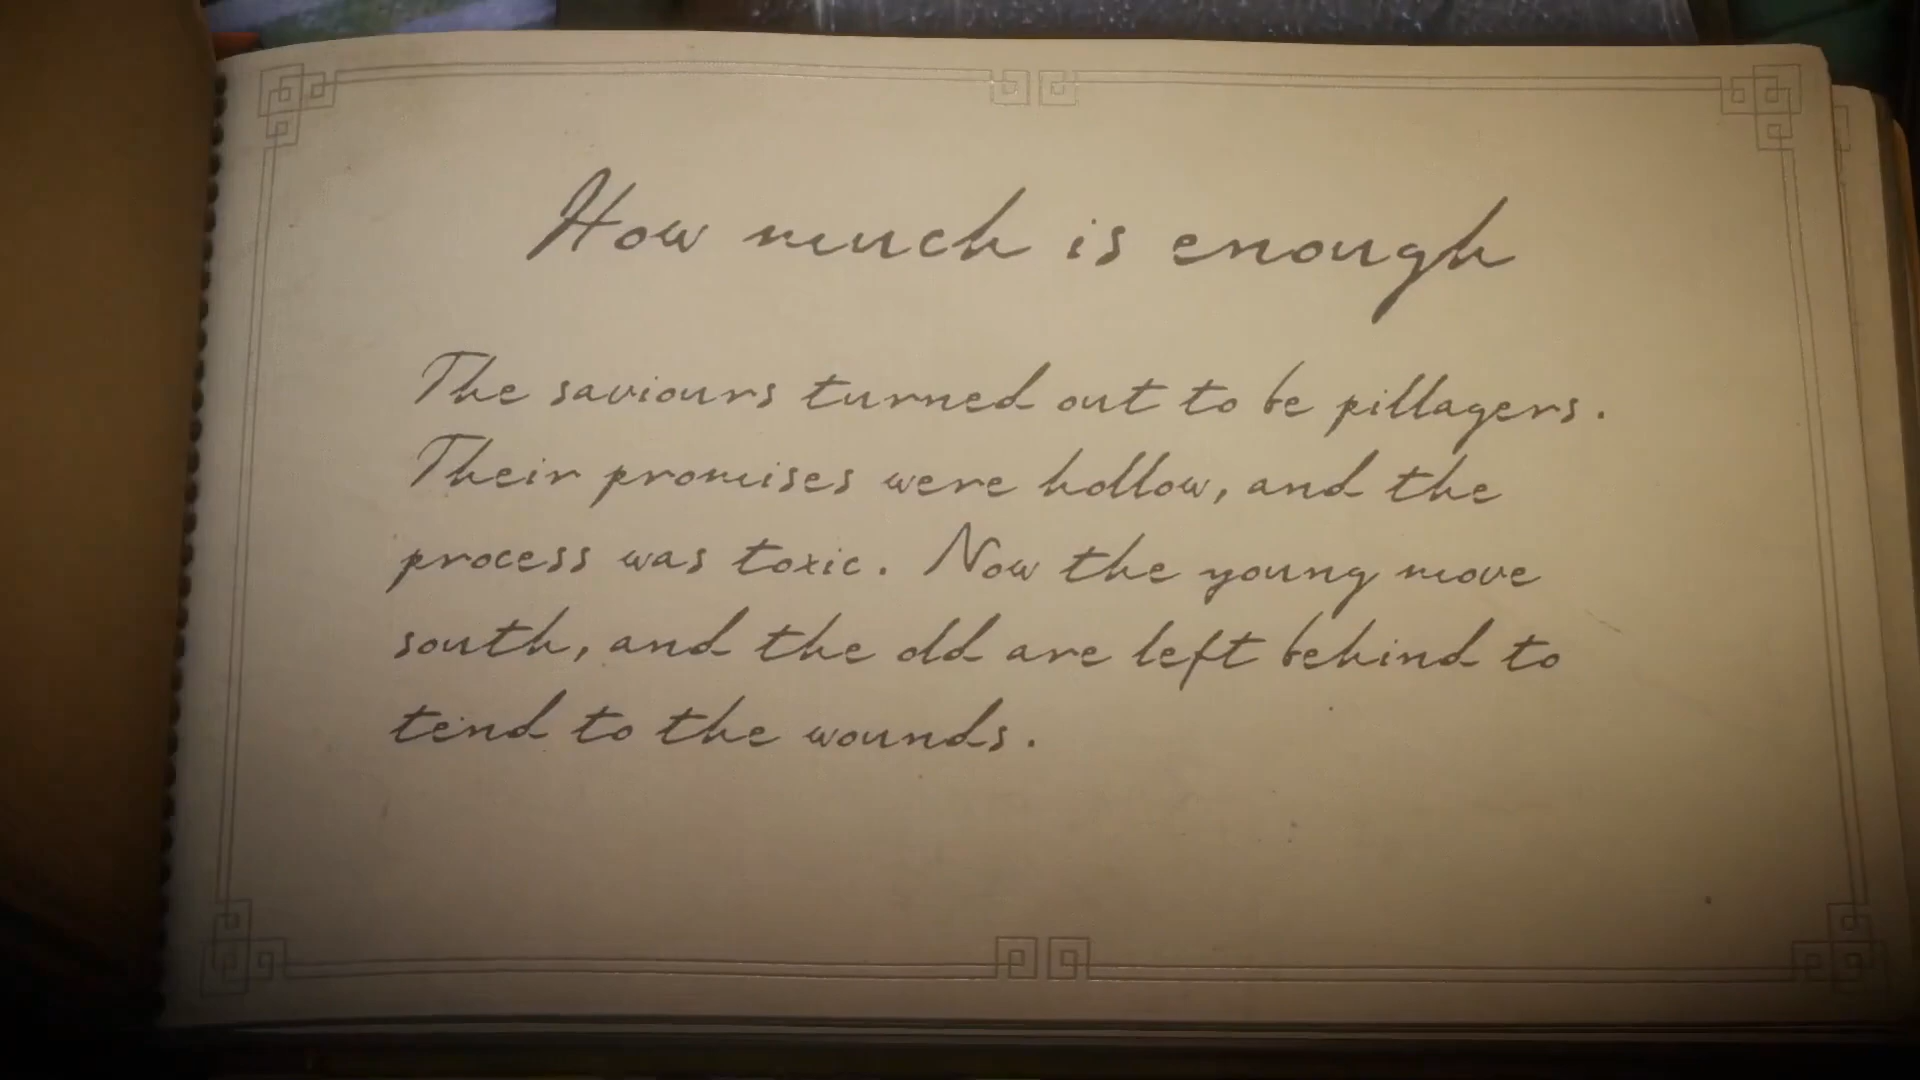 How much is enough
The saviours turned out to be pillagers.
Their promises were hollow, and the
process was toxic. Now the young move
south, and the old are left behind to
tend to the wounds.